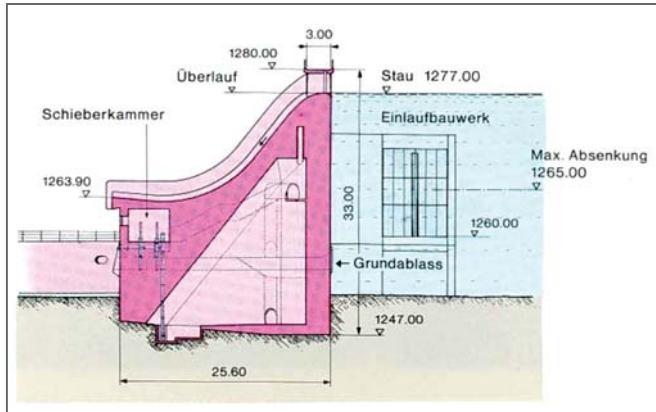 3.00
1280.00
Überlauf
Stau 1277.00
Schieberkammer
Einlaufbauwerk
Max. Absenkung
1265.00
1263.90
33.00
1260.00
Grundablass
1247.00
25.60